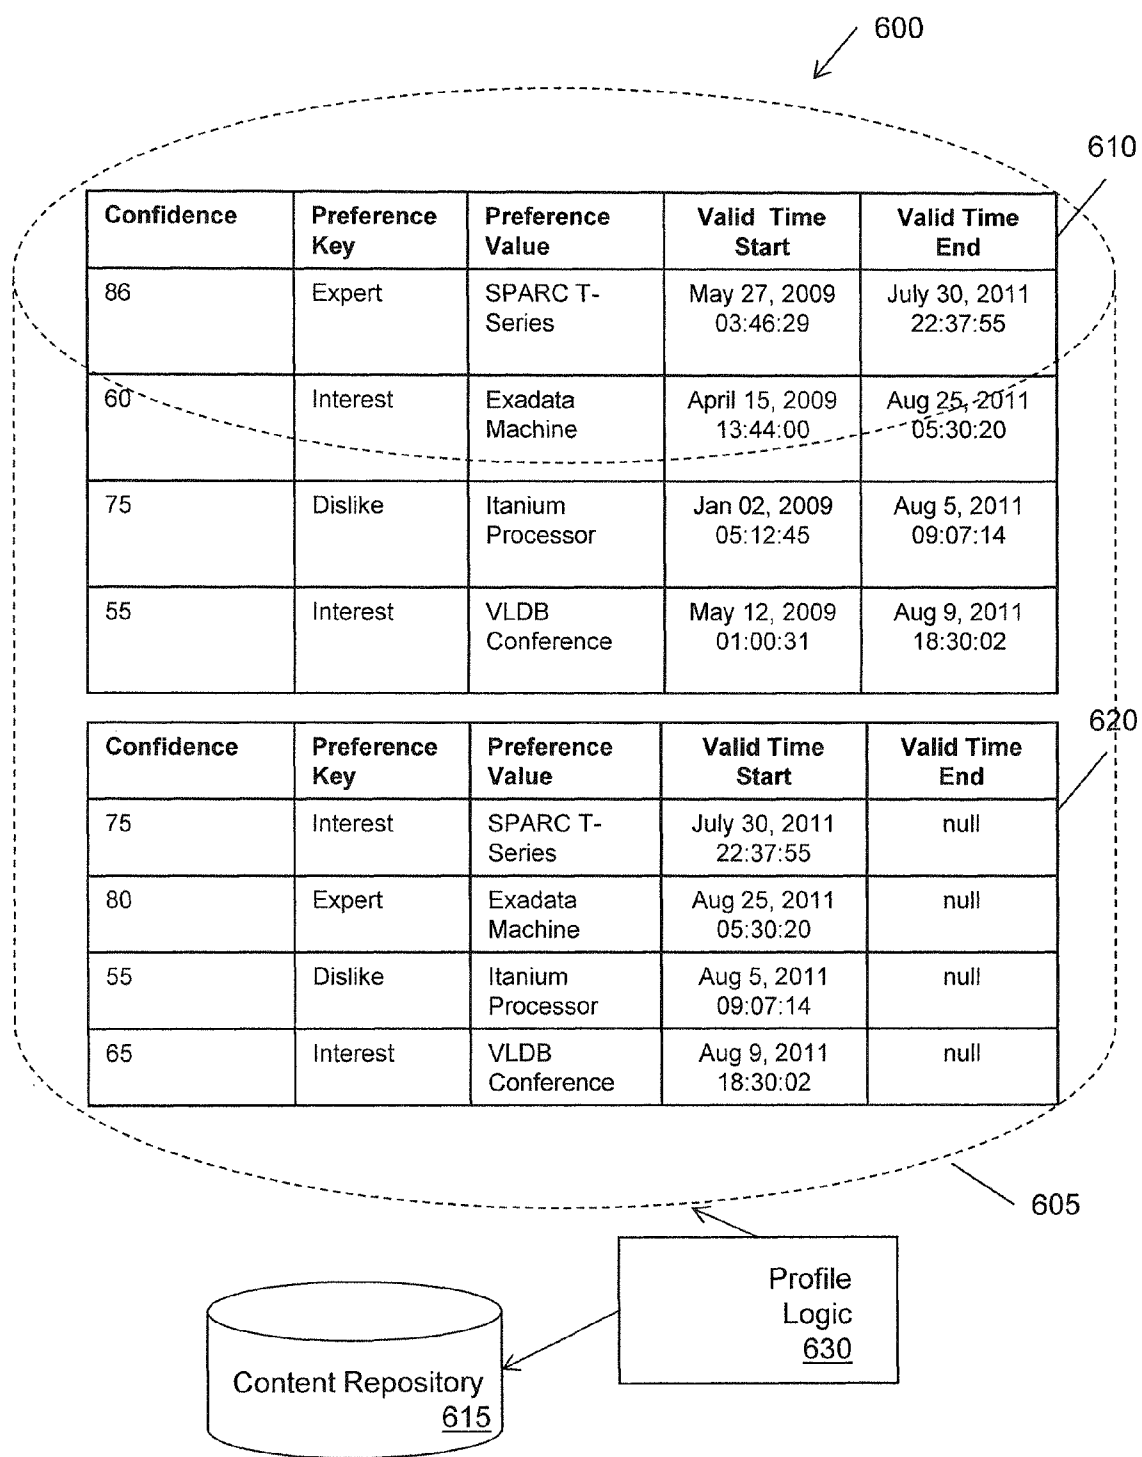 600
610
Confidence
Preference
Key
Preference
Value
Valid Time
Start
Valid Time
End
86
Expert
SPARC T-
Series
May 27, 2009
03:46:29
July 30, 2011
22:37:55
60
Interest
Exadata
Machine
April 15, 2009
13:44:00
Aug 25, 2011
05:30:20
75
Dislike
Itanium
Processor
Jan 02, 2009
05:12:45
Aug 5, 2011
09:07:14
55
Interest
VLDB
Conference
May 12, 2009
01:00:31
Aug 9, 2011
18:30:02
620
Confidence
Preference
Key
Preference
Value
Valid Time
Start
Valid Time
End
75
Interest
SPARC T-
Series
July 30, 2011
22:37:55
null
80
Expert
Exadata
Machine
Aug 25, 2011
05:30:20
null
55
Dislike
Itanium
Processor
Aug 5, 2011
09:07:14
null
65
Interest
VLDB
Conference
Aug 9, 2011
18:30:02
null
605
Profile
Logic
630
Content Repository
615